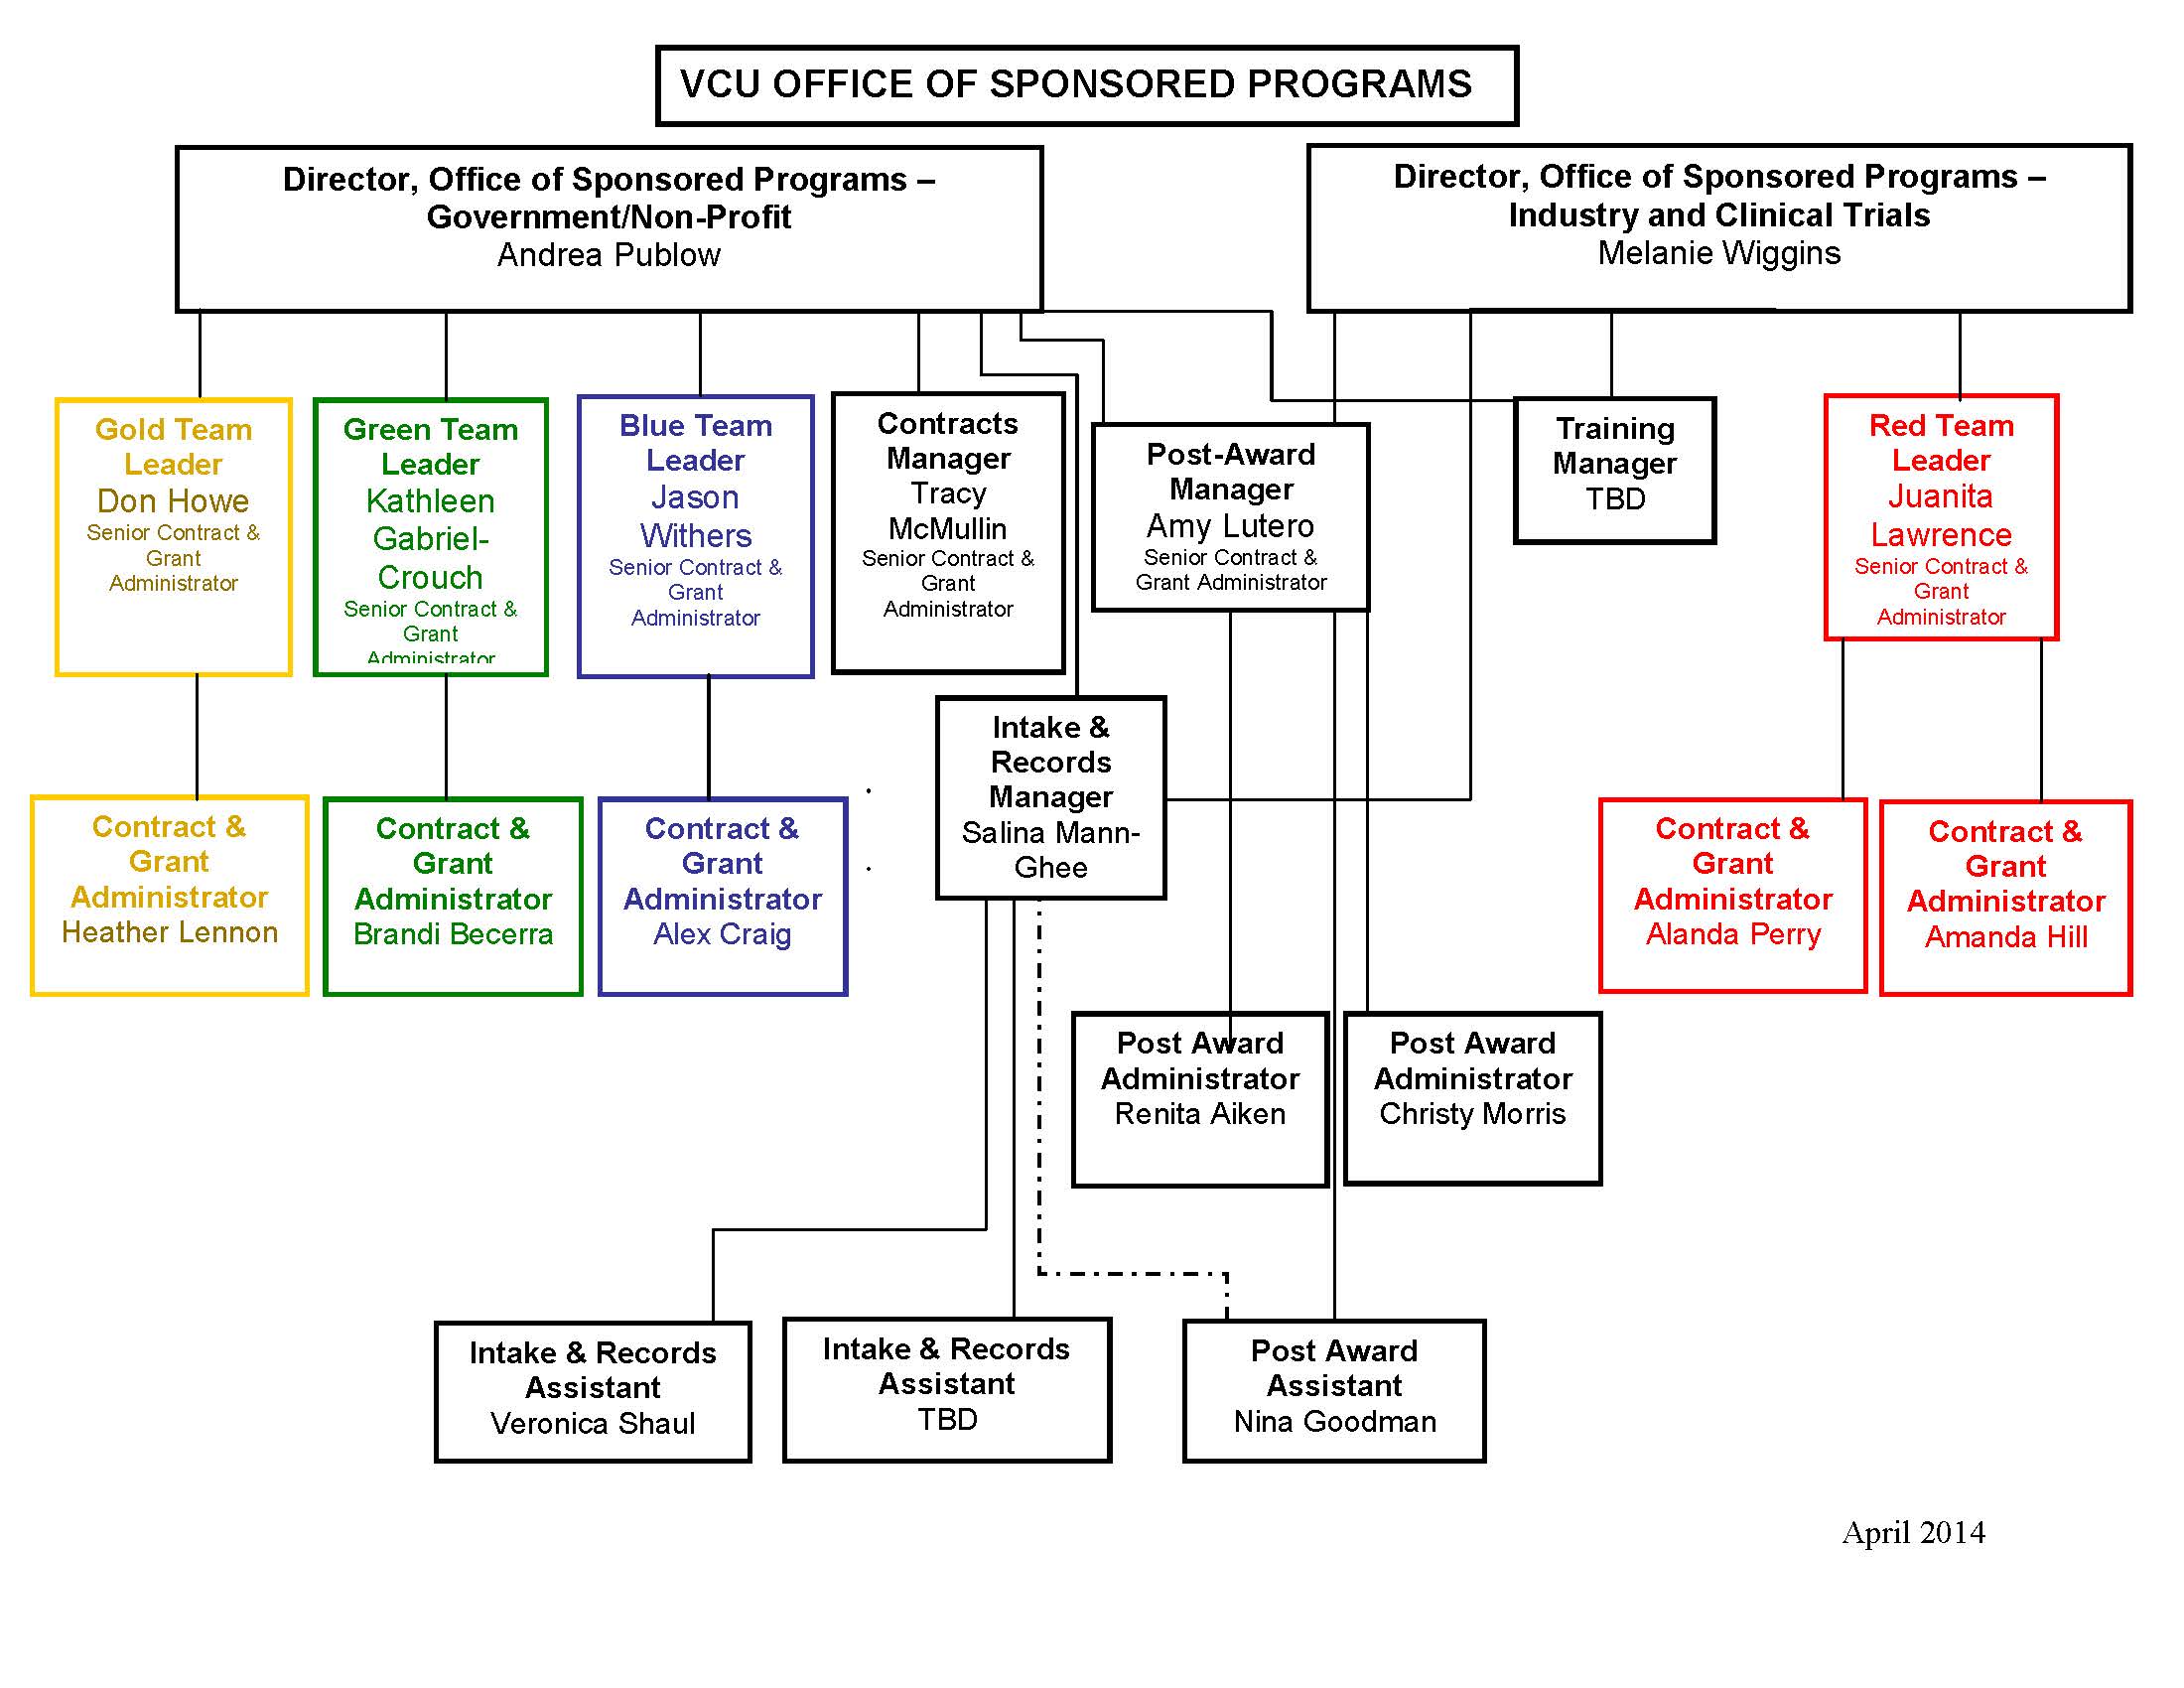 VCU OFFICE OF SPONSORED PROGRAMS
Director, Office of Sponsored Programs –
Government/Non-Profit
Andrea Publow
Director, Office of Sponsored Programs –
Industry and Clinical Trials
Melanie Wiggins
Gold Team
Leader
Don Howe
Senior Contract &
Grant
Administrator
Green Team
Leader
Kathleen
Gabriel-
Crouch
Senior Contract &
Grant
Administrator
Blue Team
Leader
Jason
Withers
Senior Contract &
Grant
Administrator
Contracts
Manager
Tracy
McMullin
Senior Contract &
Grant
Administrator
Post-Award
Manager
Amy Lutero
Senior Contract &
Grant Administrator
Training
Manager
TBD
Red Team
Leader
Juanita
Lawrence
Senior Contract &
Grant
Administrator
Intake &
Records
Manager
Salina Mann-
Ghee
Contract &
Grant
Administrator
Heather Lennon
Contract &
Grant
Administrator
Brandi Becerra
Contract &
Grant
Administrator
Alex Craig
Contract &
Grant
Administrator
Alanda Perry
Contract &
Grant
Administrator
Amanda Hill
Post Award
Administrator
Renita Aiken
Post Award
Administrator
Christy Morris
Intake & Records
Assistant
Veronica Shaul
Intake & Records
Assistant
TBD
Post Award
Assistant
Nina Goodman
April 2014